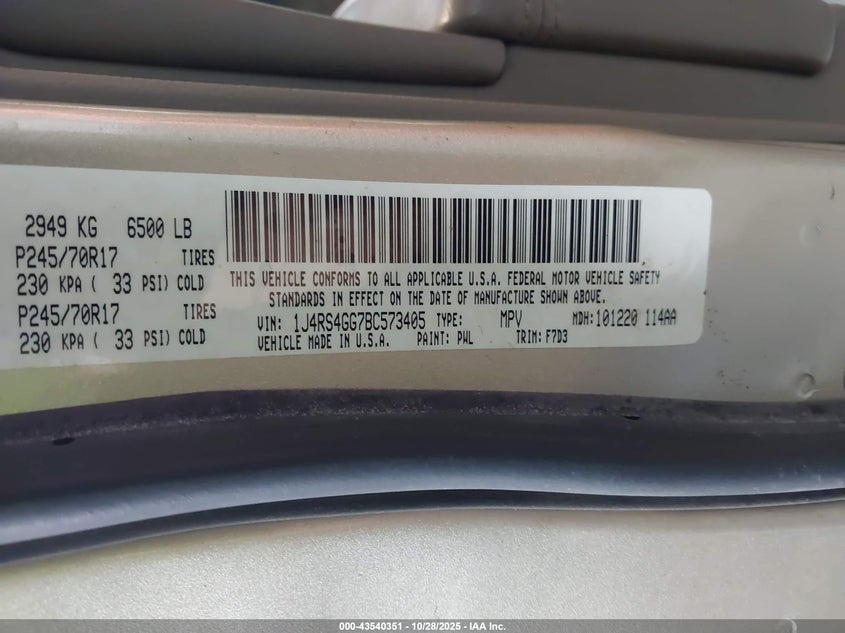 2949 KG 6500 LB
P245/70R17 TIRES
230 KPA ( 33 PSI) COLD
P245/70R17 TIRES
230 KPA ( 33 PSI) COLD
THIS VEHICLE CONFORMS TO ALL APPLICABLE U.S.A. FEDERAL MOTOR VEHICLE SAFETY
STANDARDS IN EFFECT ON THE DATE OF MANUFACTURE SHOWN ABOVE.
VIN: 1J4RS4GG7BC573405 TYPE: MPV MDH:101220 114AA
VEHICLE MADE IN U.S.A. PAINT: PWL TRIM: F7D3
000-43540351 - 10/28/2025 - IAA Inc.